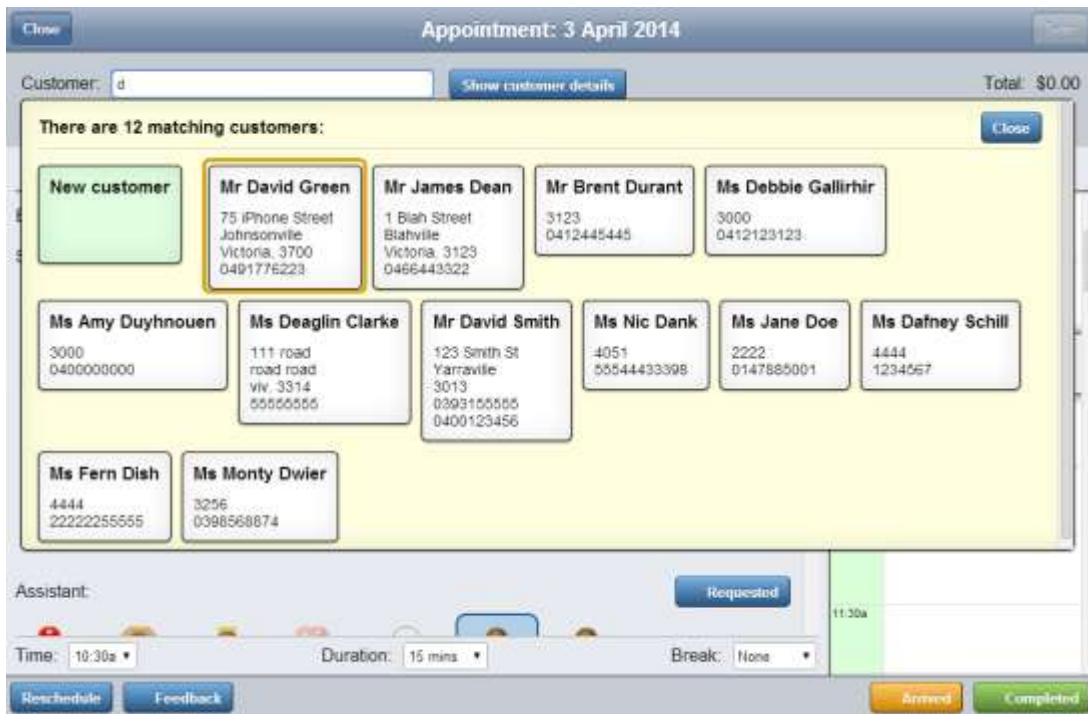 Close
Appointment: 3 April 2014
Customer: d
Show customer details
Total: $0.00
There are 12 matching customers:
Close
New customer
Mr David Green
75 iPhone Street
Johnsonville
Victoria, 3700
0491776223
Mr James Dean
1 Blah Street
Blahville
Victoria, 3123
0466443322
Mr Brent Durant
3123
0412445445
Ms Debbie Gallirhir
3000
0412123123
Ms Amy Duyhnouen
3000
0400000000
Ms Deaglin Clarke
111 road
road road
viv, 3314
55555555
Mr David Smith
123 Smith St
Yarraville
3013
0393155555
0400123456
Ms Nic Dank
4051
55544433398
Ms Jane Doe
2222
0147885001
Ms Dafney Schill
4444
1234567
Ms Fern Dish
4444
22222255555
Ms Monty Dwier
3256
0398568874
Assistant:
Requested
11:30a
Time: 10:30a
Duration: 15 mins
Break: None
Reschedule
Feedback
Arrived
Completed